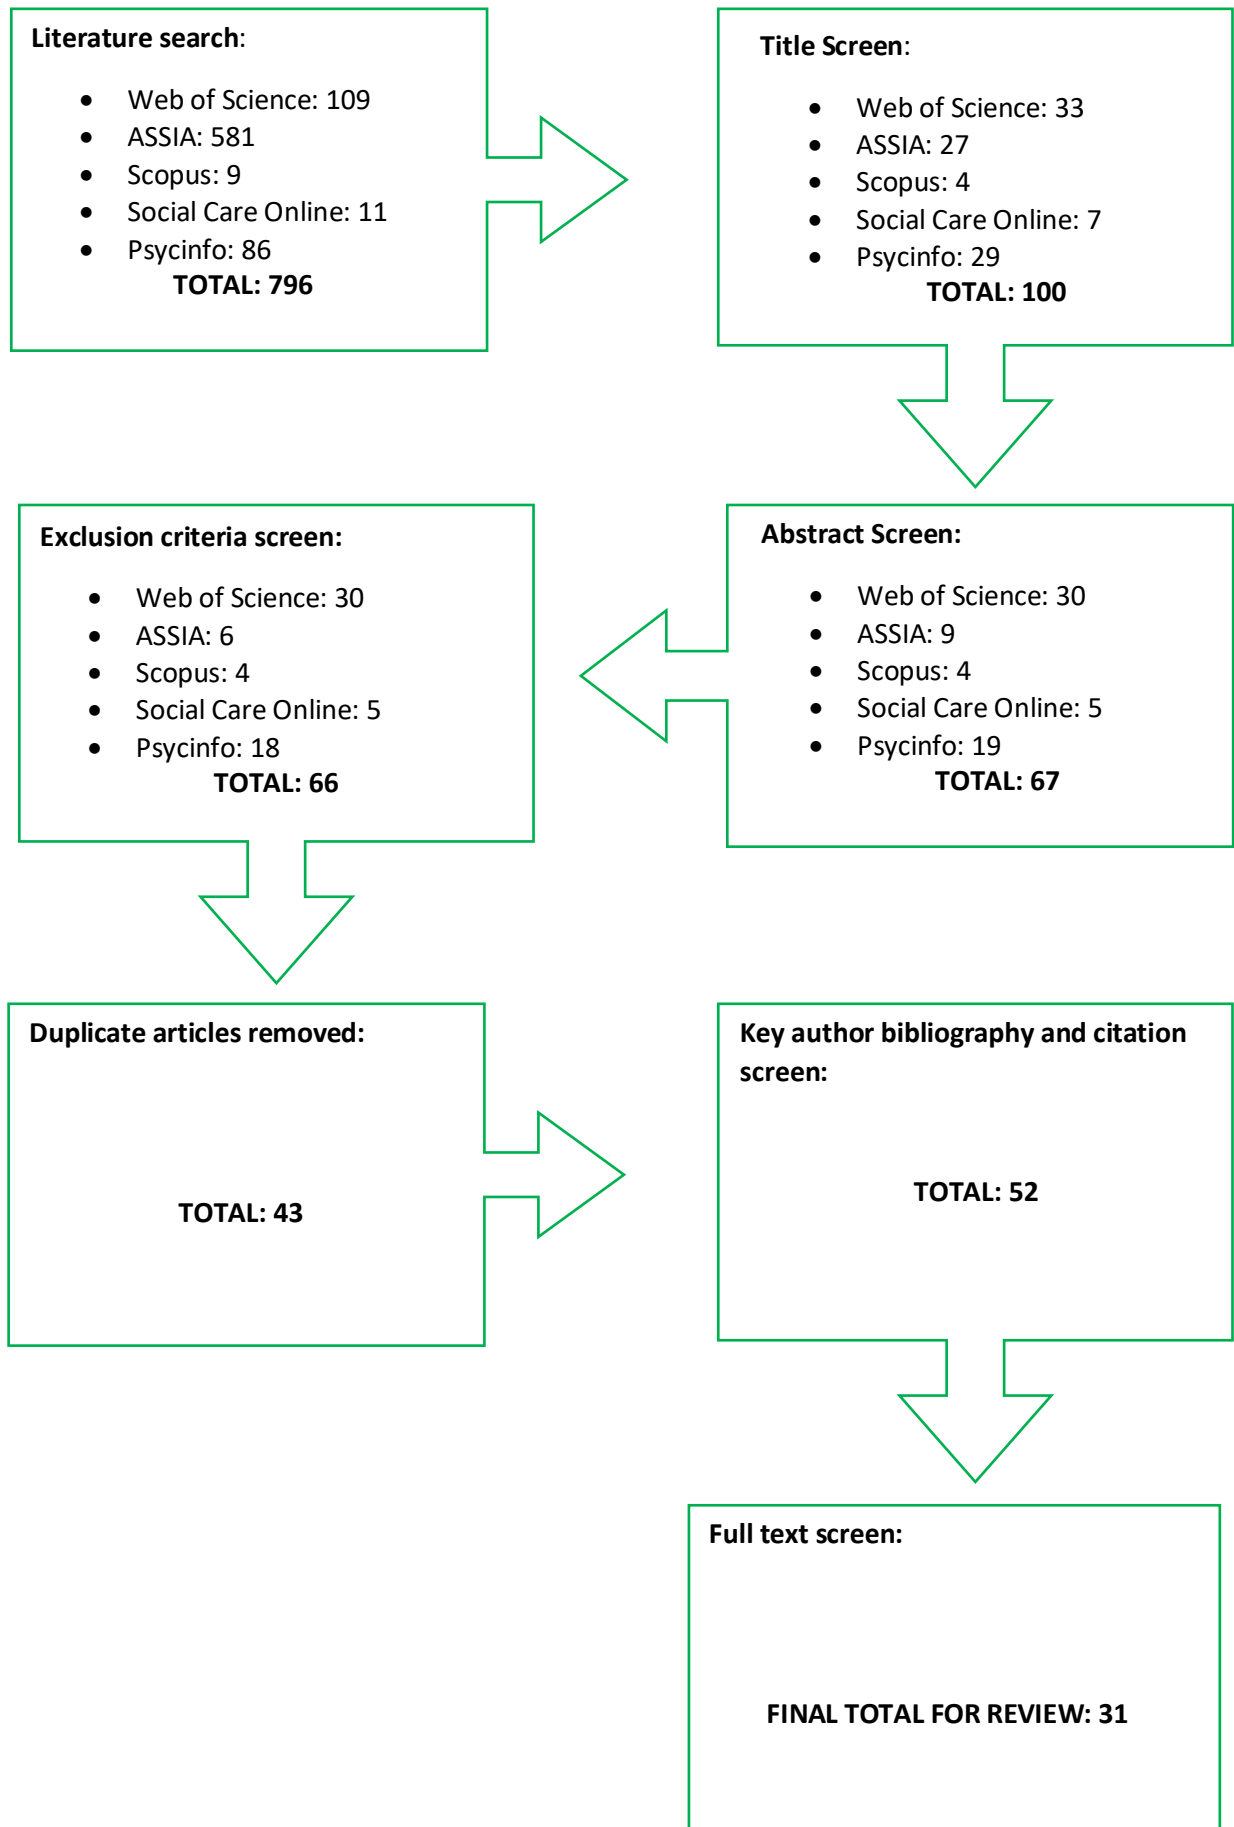 Literature search:
• Web of Science: 109
• ASSIA: 581
• Scopus: 9
• Social Care Online: 11
• Psycinfo: 86
TOTAL: 796
Title Screen:
• Web of Science: 33
• ASSIA: 27
• Scopus: 4
• Social Care Online: 7
• Psycinfo: 29
TOTAL: 100
Abstract Screen:
• Web of Science: 30
• ASSIA: 9
• Scopus: 4
• Social Care Online: 5
• Psycinfo: 19
TOTAL: 67
Exclusion criteria screen:
• Web of Science: 30
• ASSIA: 6
• Scopus: 4
• Social Care Online: 5
• Psycinfo: 18
TOTAL: 66
Duplicate articles removed:
TOTAL: 43
Key author bibliography and citation
screen:
TOTAL: 52
Full text screen:
FINAL TOTAL FOR REVIEW: 31